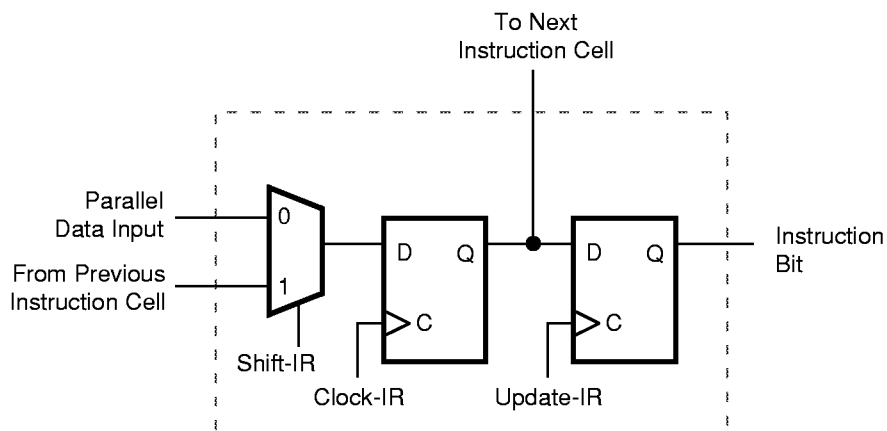 To Next
Instruction Cell
Parallel
Data Input
0
From Previous
Instruction Cell
1
D
Q
C
D
Q
C
Instruction
Bit
Shift-IR
Clock-IR
Update-IR